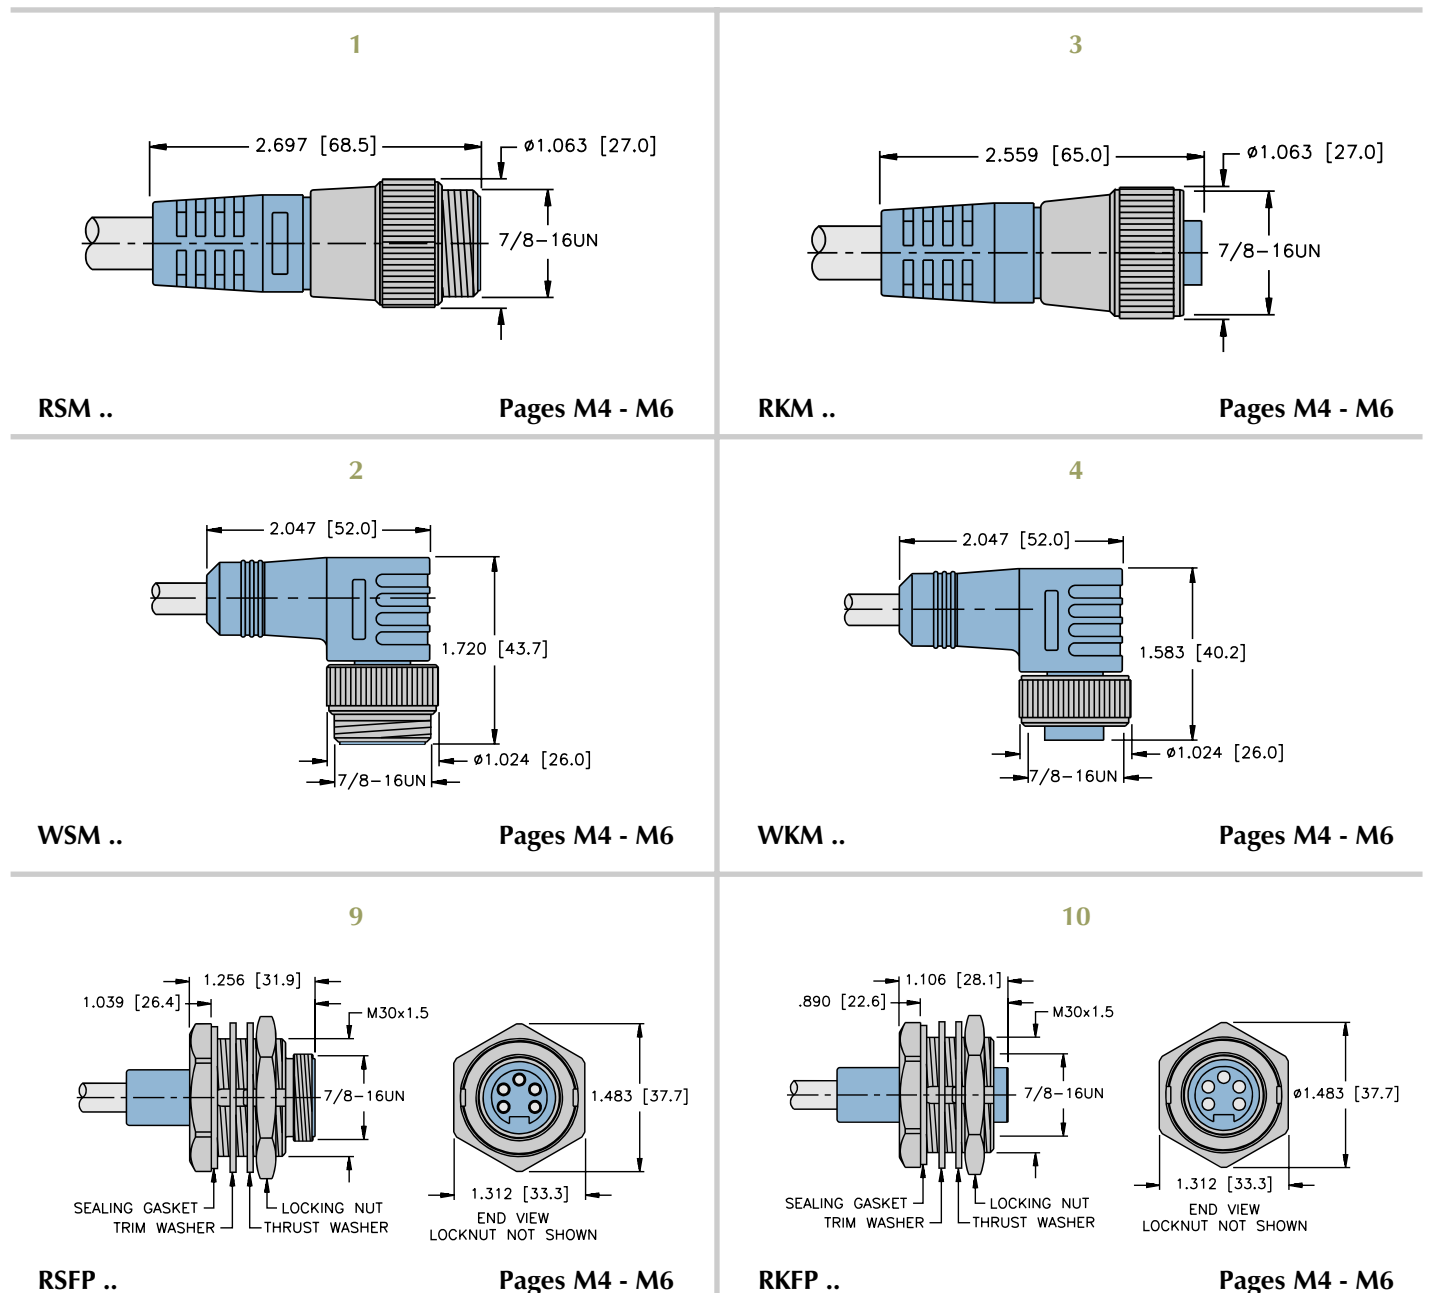 1
2.697 [68.5]
ø1.063 [27.0]
7/8-16UN
RSM ..
Pages M4 - M6
3
2.559 [65.0]
ø1.063 [27.0]
7/8-16UN
RKM ..
Pages M4 - M6
2
2.047 [52.0]
1.720 [43.7]
ø1.024 [26.0]
7/8-16UN
WSM ..
Pages M4 - M6
4
2.047 [52.0]
1.583 [40.2]
ø1.024 [26.0]
7/8-16UN
WKM ..
Pages M4 - M6
9
1.256 [31.9]
1.039 [26.4]
M30x1.5
7/8-16UN
1.483 [37.7]
1.312 [33.3]
SEALING GASKET
LOCKING NUT
TRIM WASHER
THRUST WASHER
END VIEW
LOCKNUT NOT SHOWN
RSFP ..
Pages M4 - M6
10
1.106 [28.1]
.890 [22.6]
M30x1.5
7/8-16UN
ø1.483 [37.7]
1.312 [33.3]
SEALING GASKET
LOCKING NUT
TRIM WASHER
THRUST WASHER
END VIEW
LOCKNUT NOT SHOWN
RKFP ..
Pages M4 - M6